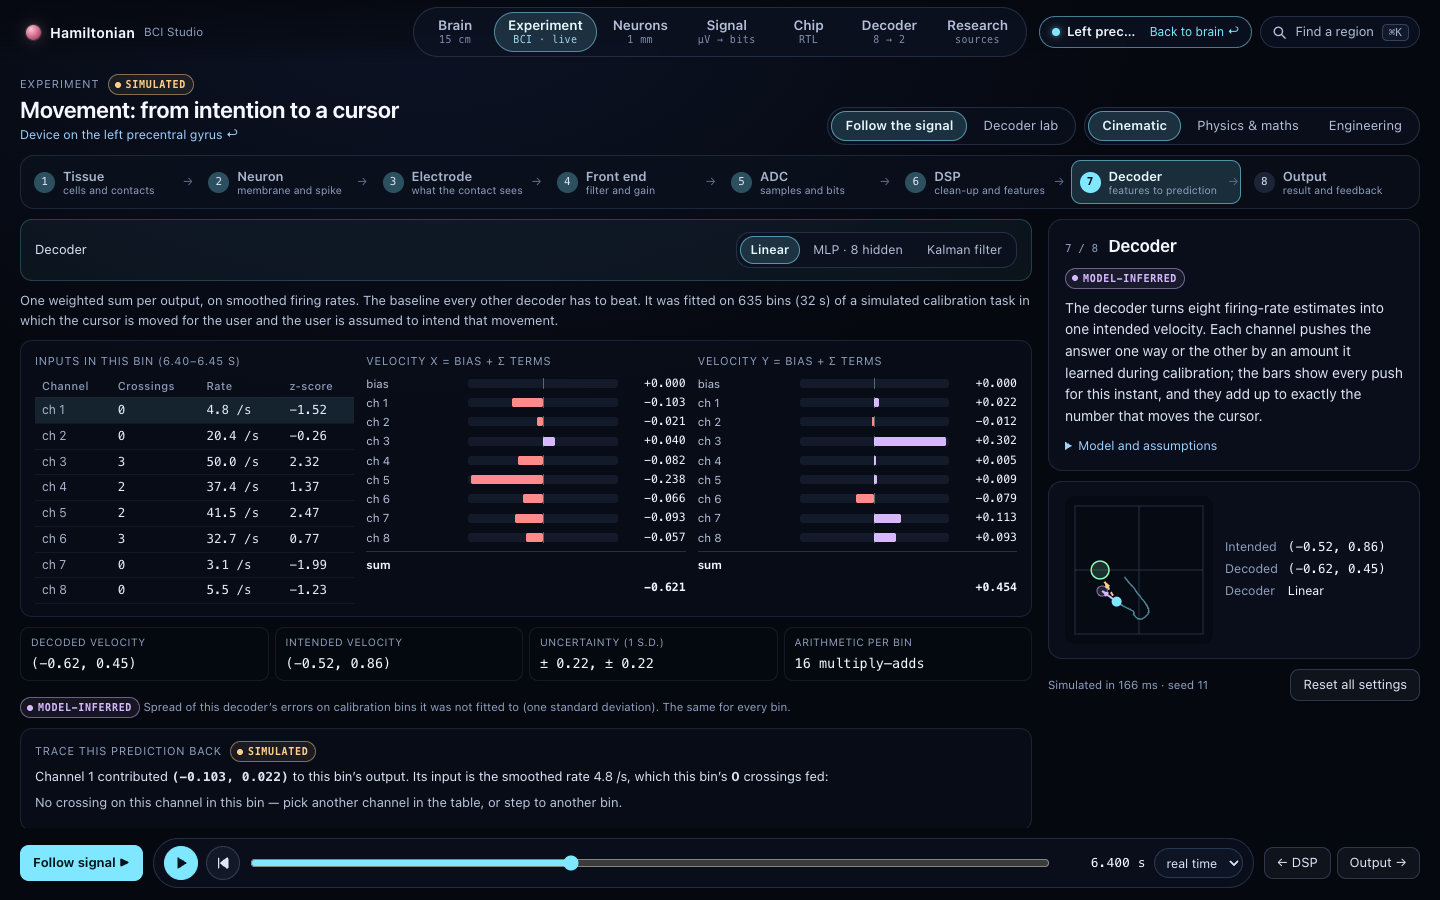 Hamiltonian BCI Studio
Brain
15 cm
Experiment
BCI · live
Neurons
1 mm
Signal
μV → bits
Chip
RTL
Decoder
8 → 2
Research
sources
Left prec... Back to brain ↩
Find a region ⌘K
EXPERIMENT SIMULATED
Movement: from intention to a cursor
Device on the left precentral gyrus ↩
Follow the signal Decoder lab
Cinematic Physics & maths Engineering
1 Tissue
cells and contacts
→
2 Neuron
membrane and spike
→
3 Electrode
what the contact sees
→
4 Front end
filter and gain
→
5 ADC
samples and bits
→
6 DSP
clean-up and features
→
7 Decoder
features to prediction
→
8 Output
result and feedback
Decoder
Linear MLP · 8 hidden Kalman filter
One weighted sum per output, on smoothed firing rates. The baseline every other decoder has to beat. It was fitted on 635 bins (32 s) of a simulated calibration task in
which the cursor is moved for the user and the user is assumed to intend that movement.
INPUTS IN THIS BIN (6.40–6.45 S)
Channel Crossings Rate z-score
ch 1 0 4.8 /s −1.52
ch 2 0 20.4 /s −0.26
ch 3 3 50.0 /s 2.32
ch 4 2 37.4 /s 1.37
ch 5 2 41.5 /s 2.47
ch 6 3 32.7 /s 0.77
ch 7 0 3.1 /s −1.99
ch 8 0 5.5 /s −1.23
VELOCITY X = BIAS + Σ TERMS
bias +0.000
ch 1 −0.103
ch 2 −0.021
ch 3 +0.040
ch 4 −0.082
ch 5 −0.238
ch 6 −0.066
ch 7 −0.093
ch 8 −0.057
sum
−0.621
VELOCITY Y = BIAS + Σ TERMS
bias +0.000
ch 1 +0.022
ch 2 −0.012
ch 3 +0.302
ch 4 +0.005
ch 5 +0.009
ch 6 −0.079
ch 7 +0.113
ch 8 +0.093
sum
+0.454
DECODED VELOCITY
(−0.62, 0.45)
INTENDED VELOCITY
(−0.52, 0.86)
UNCERTAINTY (1 S.D.)
± 0.22, ± 0.22
ARITHMETIC PER BIN
16 multiply–adds
MODEL-INFERRED Spread of this decoder's errors on calibration bins it was not fitted to (one standard deviation). The same for every bin.
TRACE THIS PREDICTION BACK SIMULATED
Channel 1 contributed (−0.103, 0.022) to this bin's output. Its input is the smoothed rate 4.8 /s, which this bin's 0 crossings fed:
No crossing on this channel in this bin — pick another channel in the table, or step to another bin.
7 / 8 Decoder
MODEL-INFERRED
The decoder turns eight firing-rate estimates into
one intended velocity. Each channel pushes the
answer one way or the other by an amount it
learned during calibration; the bars show every push
for this instant, and they add up to exactly the
number that moves the cursor.
▶ Model and assumptions
Intended (−0.52, 0.86)
Decoded (−0.62, 0.45)
Decoder Linear
Simulated in 166 ms · seed 11
Reset all settings
Follow signal ▶
6.400 s
real time
← DSP
Output →